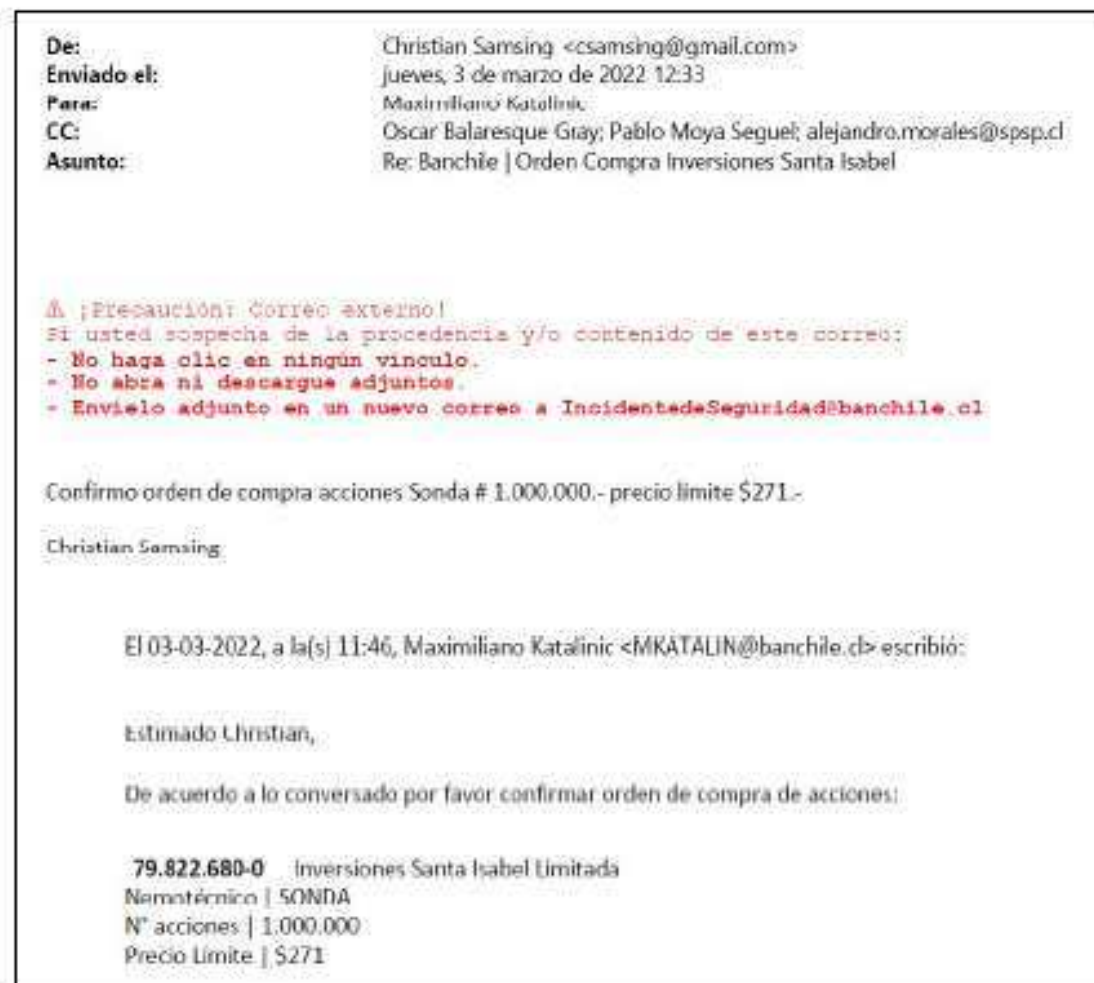 De: Christian Samsing <csamsing@gmail.com>
Enviado el: jueves, 3 de marzo de 2022 12:33
Para: Maximiliano Katalinic
CC: Oscar Balaresque Gray; Pablo Moya Seguel; alejandro.morales@spsp.cl
Asunto: Re: Banchile | Orden Compra Inversiones Santa Isabel
⚠ ¡Precaución: Correo externo!
Si usted sospecha de la procedencia y/o contenido de este correo:
- No haga clic en ningún vínculo.
- No abra ni descargue adjuntos.
- Envíelo adjunto en un nuevo correo a IncidentedeSeguridad@banchile.cl
Confirmo orden de compra acciones Sonda # 1.000.000.- precio límite $271.-
Christian Samsing
El 03-03-2022, a la(s) 11:46, Maximiliano Katalinic <MKATALIN@banchile.cl> escribió:
Estimado Christian,
De acuerdo a lo conversado por favor confirmar orden de compra de acciones:
79.822.680-0 Inversiones Santa Isabel Limitada
Nemotécnico | SONDA
N° acciones | 1.000.000
Precio Límite | $271